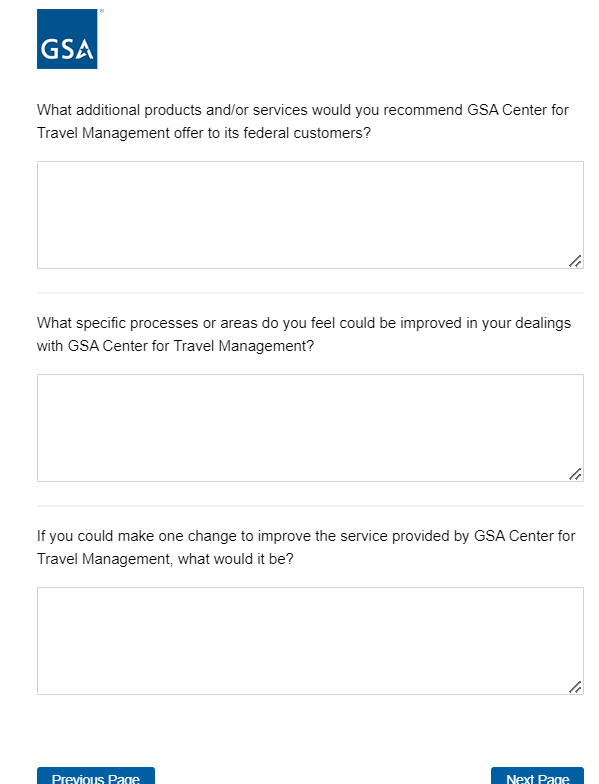 GSA
What additional products and/or services would you recommend GSA Center for
Travel Management offer to its federal customers?
What specific processes or areas do you feel could be improved in your dealings
with GSA Center for Travel Management?
If you could make one change to improve the service provided by GSA Center for
Travel Management, what would it be?
Previous Page
Next Page